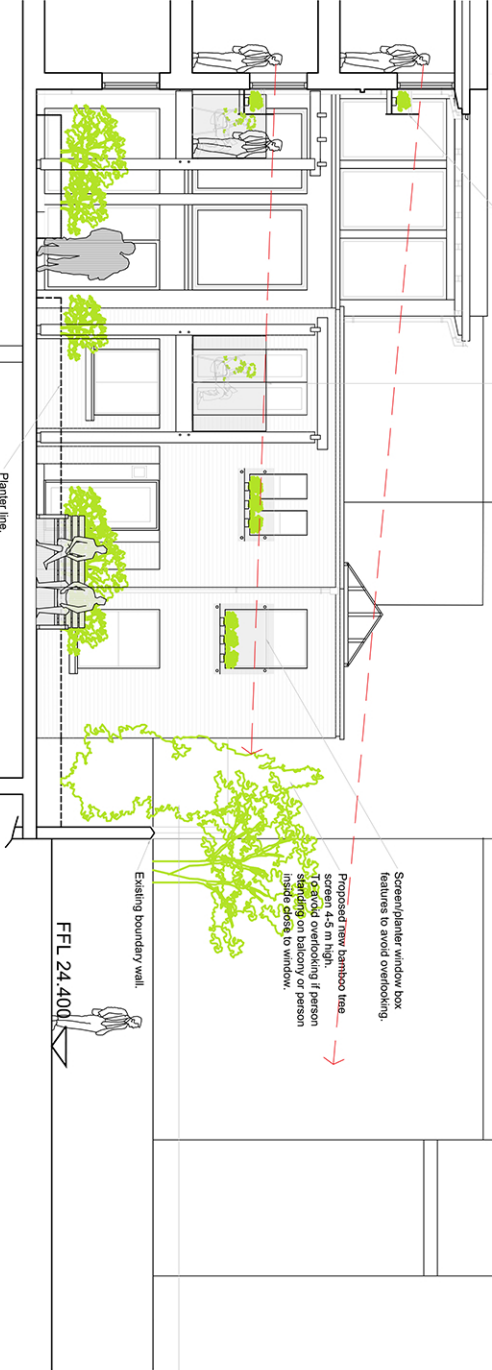 Planter line.
Existing boundary wall.
FFL 24.400
Proposed new bamboo tree
screen 4-5 m high.
To avoid overlooking if person
standing on balcony or person
inside close to window.
Screen/planter window box
features to avoid overlooking.